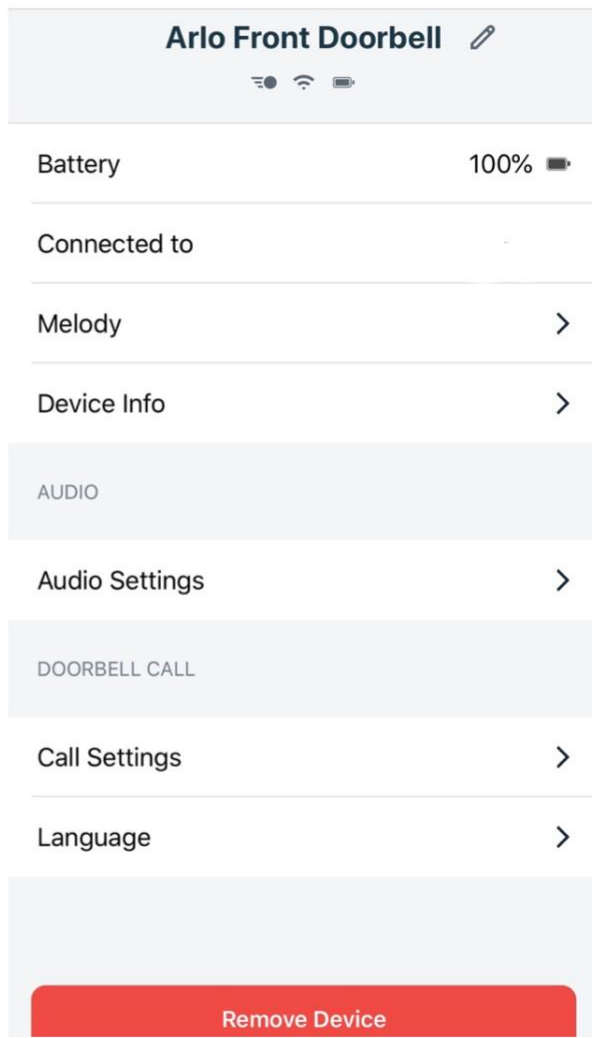 Arlo Front Doorbell
Battery 100%
Connected to
Melody
Device Info
AUDIO
Audio Settings
DOORBELL CALL
Call Settings
Language
Remove Device